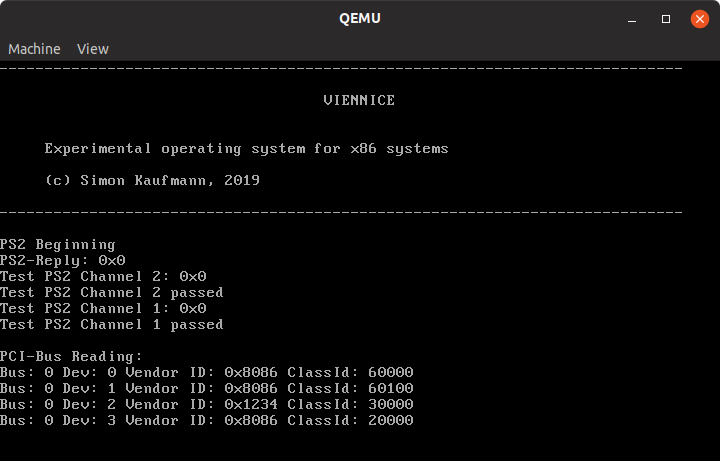 QEMU
Machine View
--------------------------------------------------------------------------------
VIENNICE
Experimental operating system for x86 systems
(c) Simon Kaufmann, 2019
--------------------------------------------------------------------------------
PS2 Beginning
PS2-Reply: 0x0
Test PS2 Channel 2: 0x0
Test PS2 Channel 2 passed
Test PS2 Channel 1: 0x0
Test PS2 Channel 1 passed
PCI-Bus Reading:
Bus: 0 Dev: 0 Vendor ID: 0x8086 ClassId: 60000
Bus: 0 Dev: 1 Vendor ID: 0x8086 ClassId: 60100
Bus: 0 Dev: 2 Vendor ID: 0x1234 ClassId: 30000
Bus: 0 Dev: 3 Vendor ID: 0x8086 ClassId: 20000